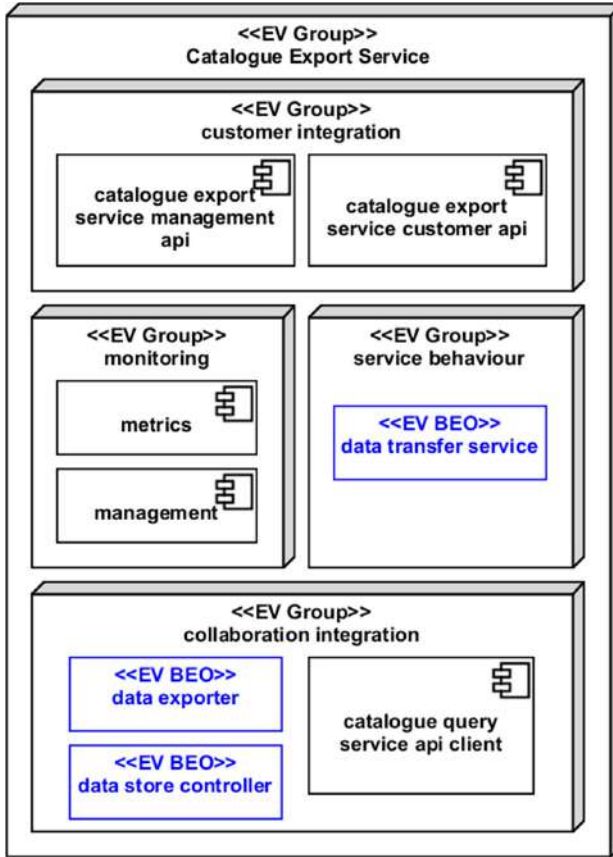 <<EV Group>>
Catalogue Export Service
<<EV Group>>
customer integration
catalogue export
service management
api
catalogue export
service customer api
<<EV Group>>
monitoring
metrics
management
<<EV Group>>
service behaviour
<<EV BEO>>
data transfer service
<<EV Group>>
collaboration integration
<<EV BEO>>
data exporter
<<EV BEO>>
data store controller
catalogue query
service api client